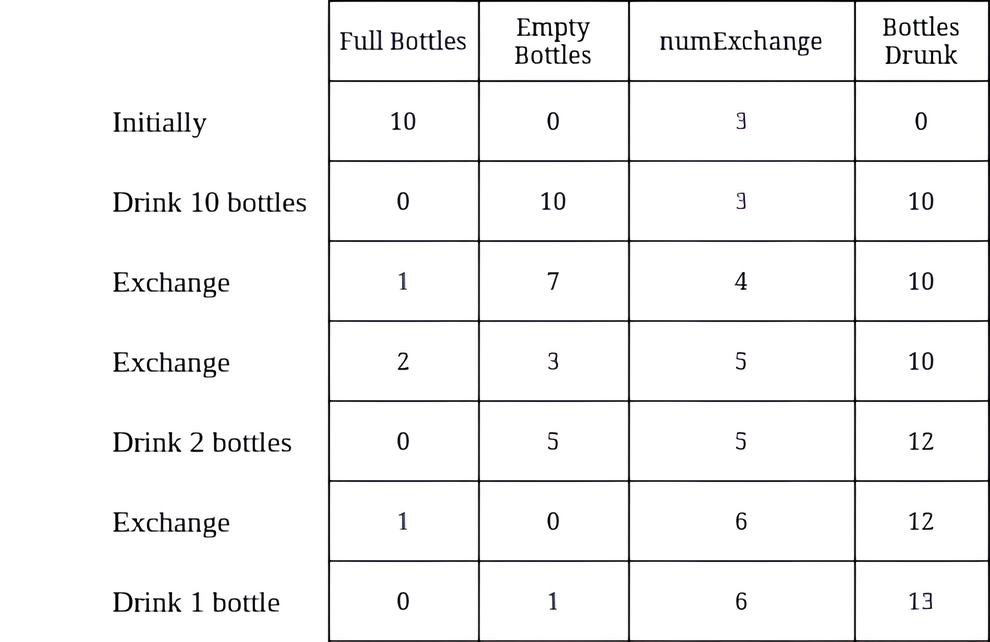 Full Bottles Empty Bottles numExchange Bottles Drunk
Initially 10 0 3 0
Drink 10 bottles 0 10 3 10
Exchange 1 7 4 10
Exchange 2 3 5 10
Drink 2 bottles 0 5 5 12
Exchange 1 0 6 12
Drink 1 bottle 0 1 6 13